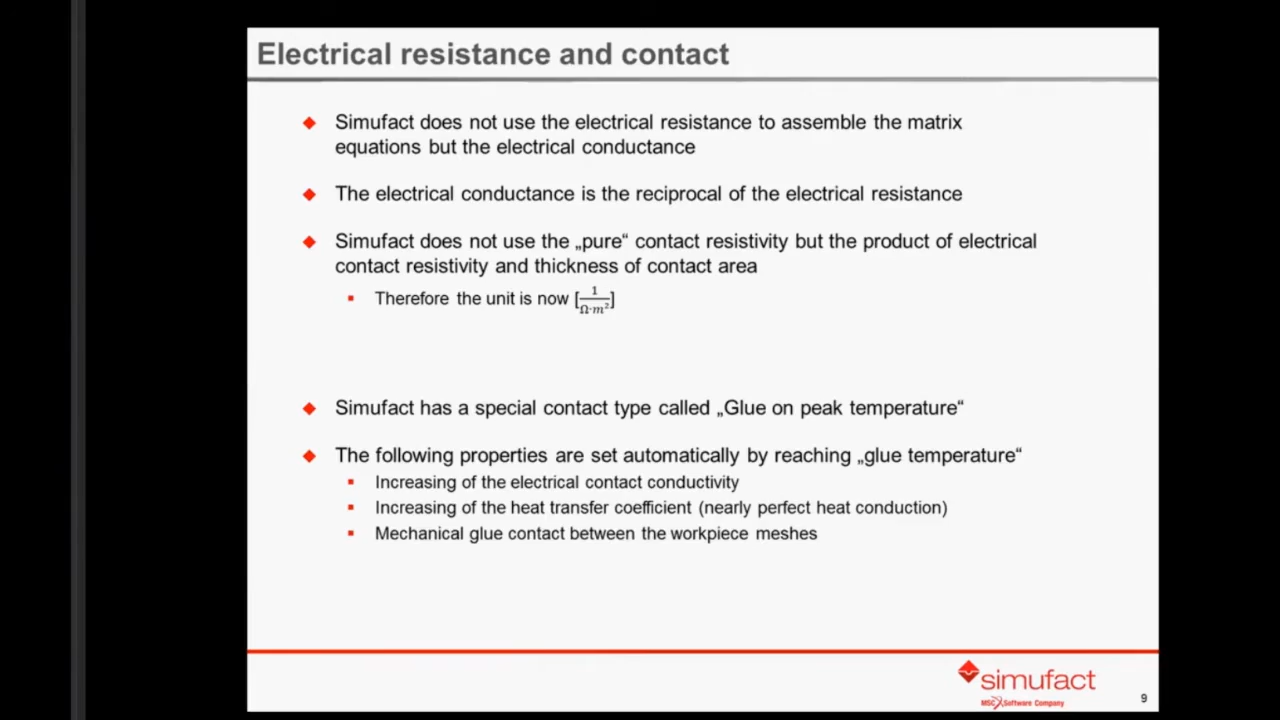 Electrical resistance and contact
Simufact does not use the electrical resistance to assemble the matrix
equations but the electrical conductance
The electrical conductance is the reciprocal of the electrical resistance
Simufact does not use the „pure“ contact resistivity but the product of electrical
contact resistivity and thickness of contact area
Therefore the unit is now [1/Ω·m²]
Simufact has a special contact type called „Glue on peak temperature“
The following properties are set automatically by reaching „glue temperature“
Increasing of the electrical contact conductivity
Increasing of the heat transfer coefficient (nearly perfect heat conduction)
Mechanical glue contact between the workpiece meshes
simufact
MSC Software Company
9